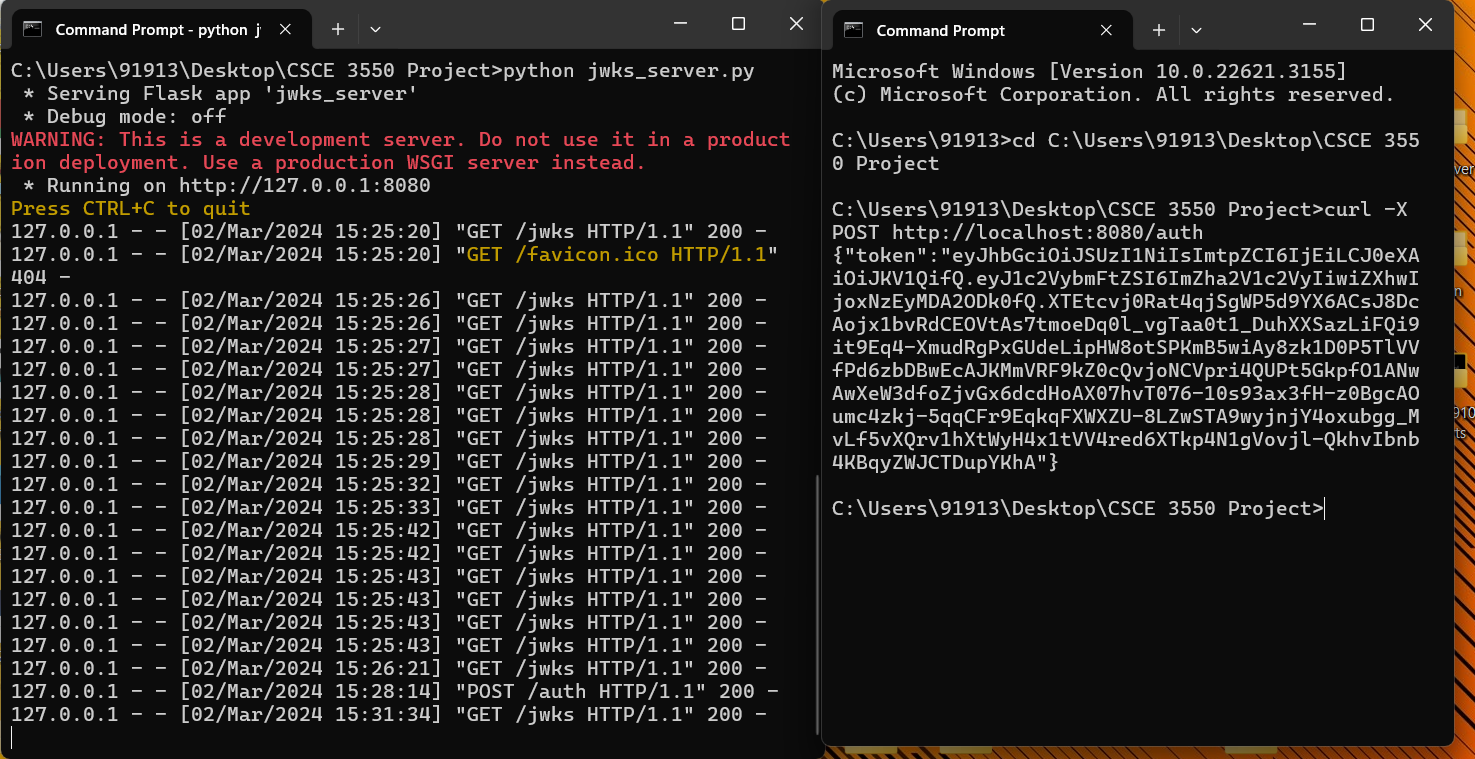 Command Prompt - python j
C:\Users\91913\Desktop\CSCE 3550 Project>python jwks_server.py
* Serving Flask app 'jwks_server'
* Debug mode: off
WARNING: This is a development server. Do not use it in a product
ion deployment. Use a production WSGI server instead.
* Running on http://127.0.0.1:8080
Press CTRL+C to quit
127.0.0.1 - - [02/Mar/2024 15:25:20] "GET /jwks HTTP/1.1" 200 -
127.0.0.1 - - [02/Mar/2024 15:25:20] "GET /favicon.ico HTTP/1.1"
404 -
127.0.0.1 - - [02/Mar/2024 15:25:26] "GET /jwks HTTP/1.1" 200 -
127.0.0.1 - - [02/Mar/2024 15:25:26] "GET /jwks HTTP/1.1" 200 -
127.0.0.1 - - [02/Mar/2024 15:25:27] "GET /jwks HTTP/1.1" 200 -
127.0.0.1 - - [02/Mar/2024 15:25:27] "GET /jwks HTTP/1.1" 200 -
127.0.0.1 - - [02/Mar/2024 15:25:28] "GET /jwks HTTP/1.1" 200 -
127.0.0.1 - - [02/Mar/2024 15:25:28] "GET /jwks HTTP/1.1" 200 -
127.0.0.1 - - [02/Mar/2024 15:25:28] "GET /jwks HTTP/1.1" 200 -
127.0.0.1 - - [02/Mar/2024 15:25:29] "GET /jwks HTTP/1.1" 200 -
127.0.0.1 - - [02/Mar/2024 15:25:32] "GET /jwks HTTP/1.1" 200 -
127.0.0.1 - - [02/Mar/2024 15:25:33] "GET /jwks HTTP/1.1" 200 -
127.0.0.1 - - [02/Mar/2024 15:25:42] "GET /jwks HTTP/1.1" 200 -
127.0.0.1 - - [02/Mar/2024 15:25:42] "GET /jwks HTTP/1.1" 200 -
127.0.0.1 - - [02/Mar/2024 15:25:43] "GET /jwks HTTP/1.1" 200 -
127.0.0.1 - - [02/Mar/2024 15:25:43] "GET /jwks HTTP/1.1" 200 -
127.0.0.1 - - [02/Mar/2024 15:25:43] "GET /jwks HTTP/1.1" 200 -
127.0.0.1 - - [02/Mar/2024 15:25:43] "GET /jwks HTTP/1.1" 200 -
127.0.0.1 - - [02/Mar/2024 15:26:21] "GET /jwks HTTP/1.1" 200 -
127.0.0.1 - - [02/Mar/2024 15:28:14] "POST /auth HTTP/1.1" 200 -
127.0.0.1 - - [02/Mar/2024 15:31:34] "GET /jwks HTTP/1.1" 200 -
Command Prompt
Microsoft Windows [Version 10.0.22621.3155]
(c) Microsoft Corporation. All rights reserved.
C:\Users\91913>cd C:\Users\91913\Desktop\CSCE 355
0 Project
C:\Users\91913\Desktop\CSCE 3550 Project>curl -X
POST http://localhost:8080/auth
{"token":"eyJhbGciOiJSUzI1NiIsImtpZCI6IjEiLCJ0eXA
iOiJKV1QifQ.eyJ1c2VybmFtZSI6ImZha2V1c2VyIiwiZXhwI
joxNzEyMDA2ODk0fQ.XTEtcvj0Rat4qjSgWP5d9YX6ACsJ8Dc
Aojx1bvRdCEOVtAs7tmoeDq0l_vgTaa0t1_DuhXXSazLiFQi9
it9Eq4-XmudRgPxGUdeLipHW8otSPKmB5wiAy8zk1D0P5TlVV
fPd6zbDBwEcAJKMmVRF9kZ0cQvjoNCVpri4QUPt5GkpfO1ANw
AwXeW3dfoZjvGx6dcdHoAX07hvT076-10s93ax3fH-z0BgcAO
umc4zkj-5qqCFr9EqkqFXWXZU-8LZwSTA9wyjnjY4oxubgg_M
vLf5vXQrv1hXtWyH4x1tVV4red6XTkp4N1gVovjl-QkhvIbnb
4KBqyZWJCTDupYKhA"}
C:\Users\91913\Desktop\CSCE 3550 Project>